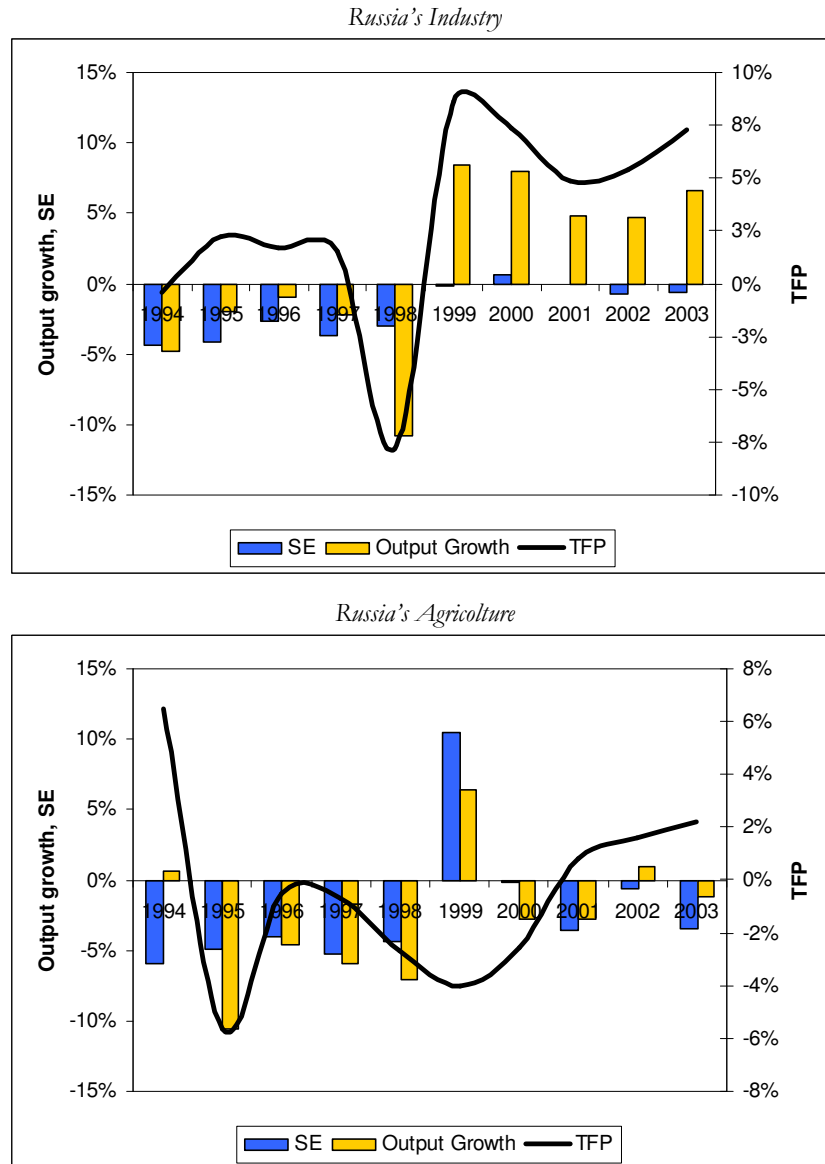 Russia's Industry
15% 10%
10% 8%
5% 5%
3%
0% 0%
-5% -3%
-5%
-10% -8%
-15% -10%
Output growth, SE
TFP
1994 1995 1996 1997 1998 1999 2000 2001 2002 2003
SE Output Growth TFP
Russia's Agricolture
15% 8%
10% 6%
4%
5% 2%
0% 0%
-5% -2%
-4%
-10% -6%
-15% -8%
Output growth, SE
TFP
1994 1995 1996 1997 1998 1999 2000 2001 2002 2003
SE Output Growth TFP